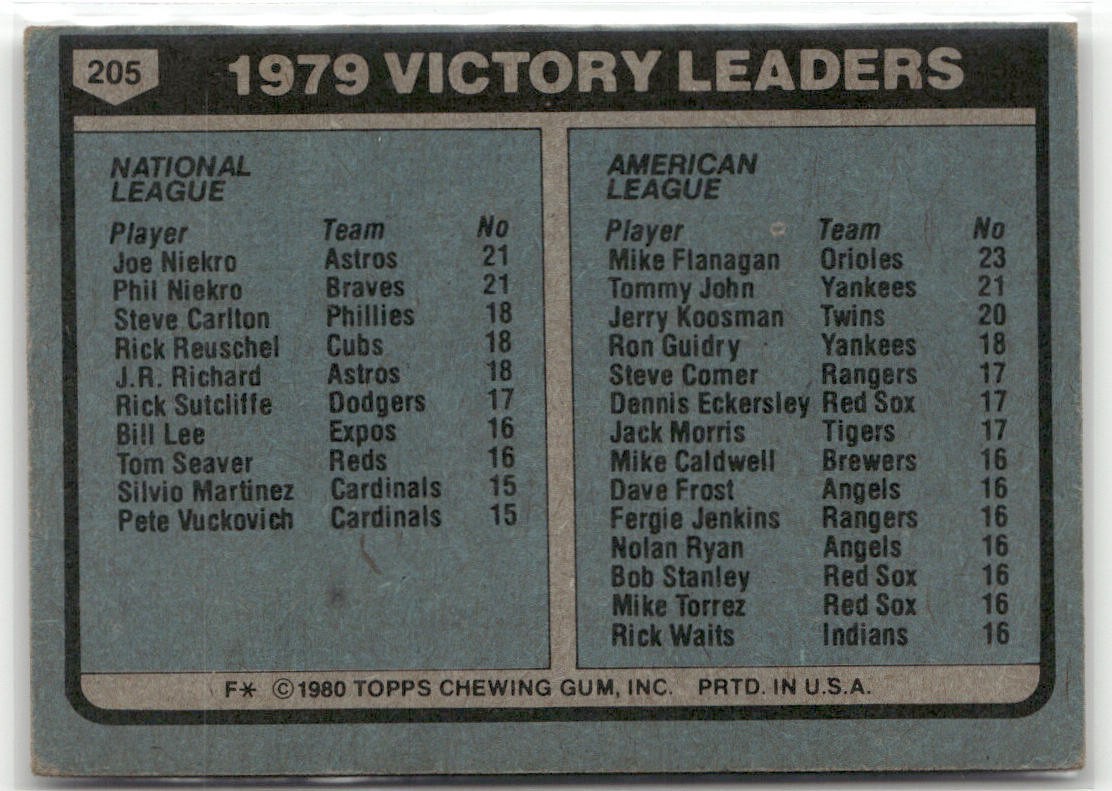 205
1979 VICTORY LEADERS
NATIONAL
LEAGUE
Player Team No
Joe Niekro Astros 21
Phil Niekro Braves 21
Steve Carlton Phillies 18
Rick Reuschel Cubs 18
J.R. Richard Astros 18
Rick Sutcliffe Dodgers 17
Bill Lee Expos 16
Tom Seaver Reds 16
Silvio Martinez Cardinals 15
Pete Vuckovich Cardinals 15
AMERICAN
LEAGUE
Player Team No
Mike Flanagan Orioles 23
Tommy John Yankees 21
Jerry Koosman Twins 20
Ron Guidry Yankees 18
Steve Comer Rangers 17
Dennis Eckersley Red Sox 17
Jack Morris Tigers 17
Mike Caldwell Brewers 16
Dave Frost Angels 16
Fergie Jenkins Rangers 16
Nolan Ryan Angels 16
Bob Stanley Red Sox 16
Mike Torrez Red Sox 16
Rick Waits Indians 16
F* © 1980 TOPPS CHEWING GUM, INC. PRTD. IN U.S.A.